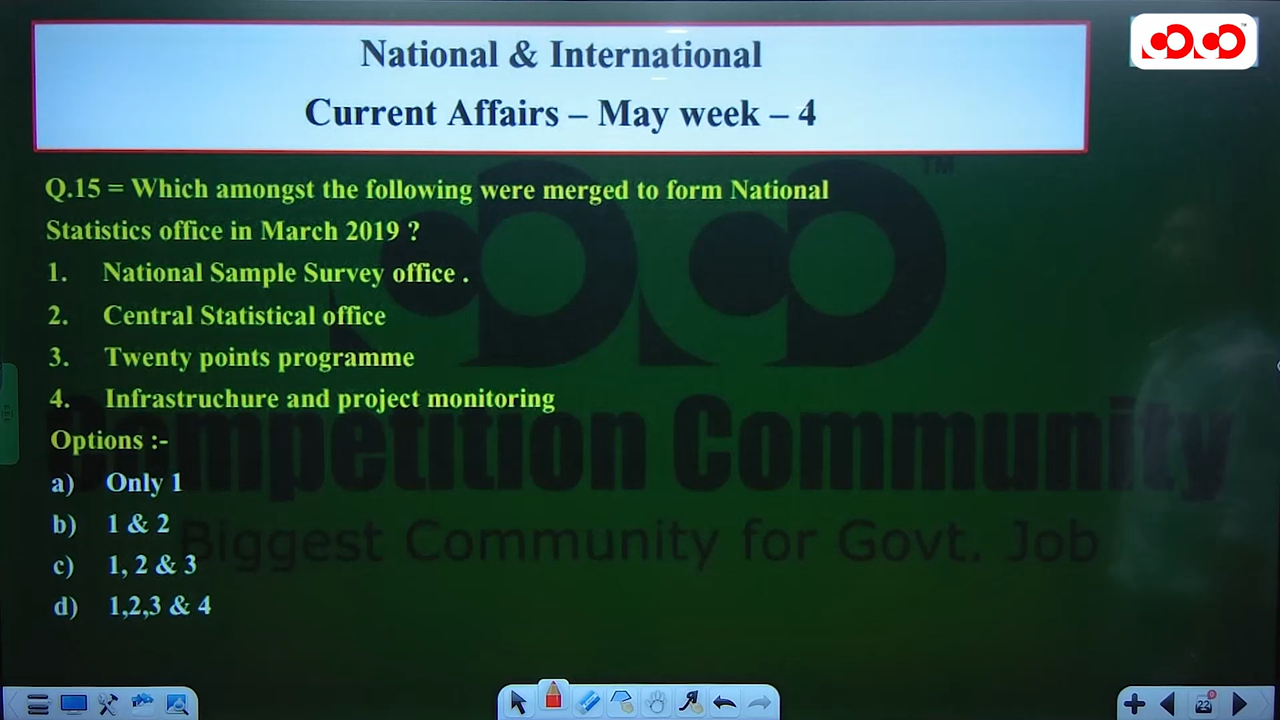 National & International
Current Affairs – May week – 4
TM
Q.15 = Which amongst the following were merged to form National
Statistics office in March 2019 ?
1. National Sample Survey office .
2. Central Statistical office
3. Twenty points programme
4. Infrastruchure and project monitoring
Options :-
a) Only 1
b) 1 & 2
c) 1, 2 & 3
d) 1,2,3 & 4
Competition Community
Biggest Community for Govt. Job
22